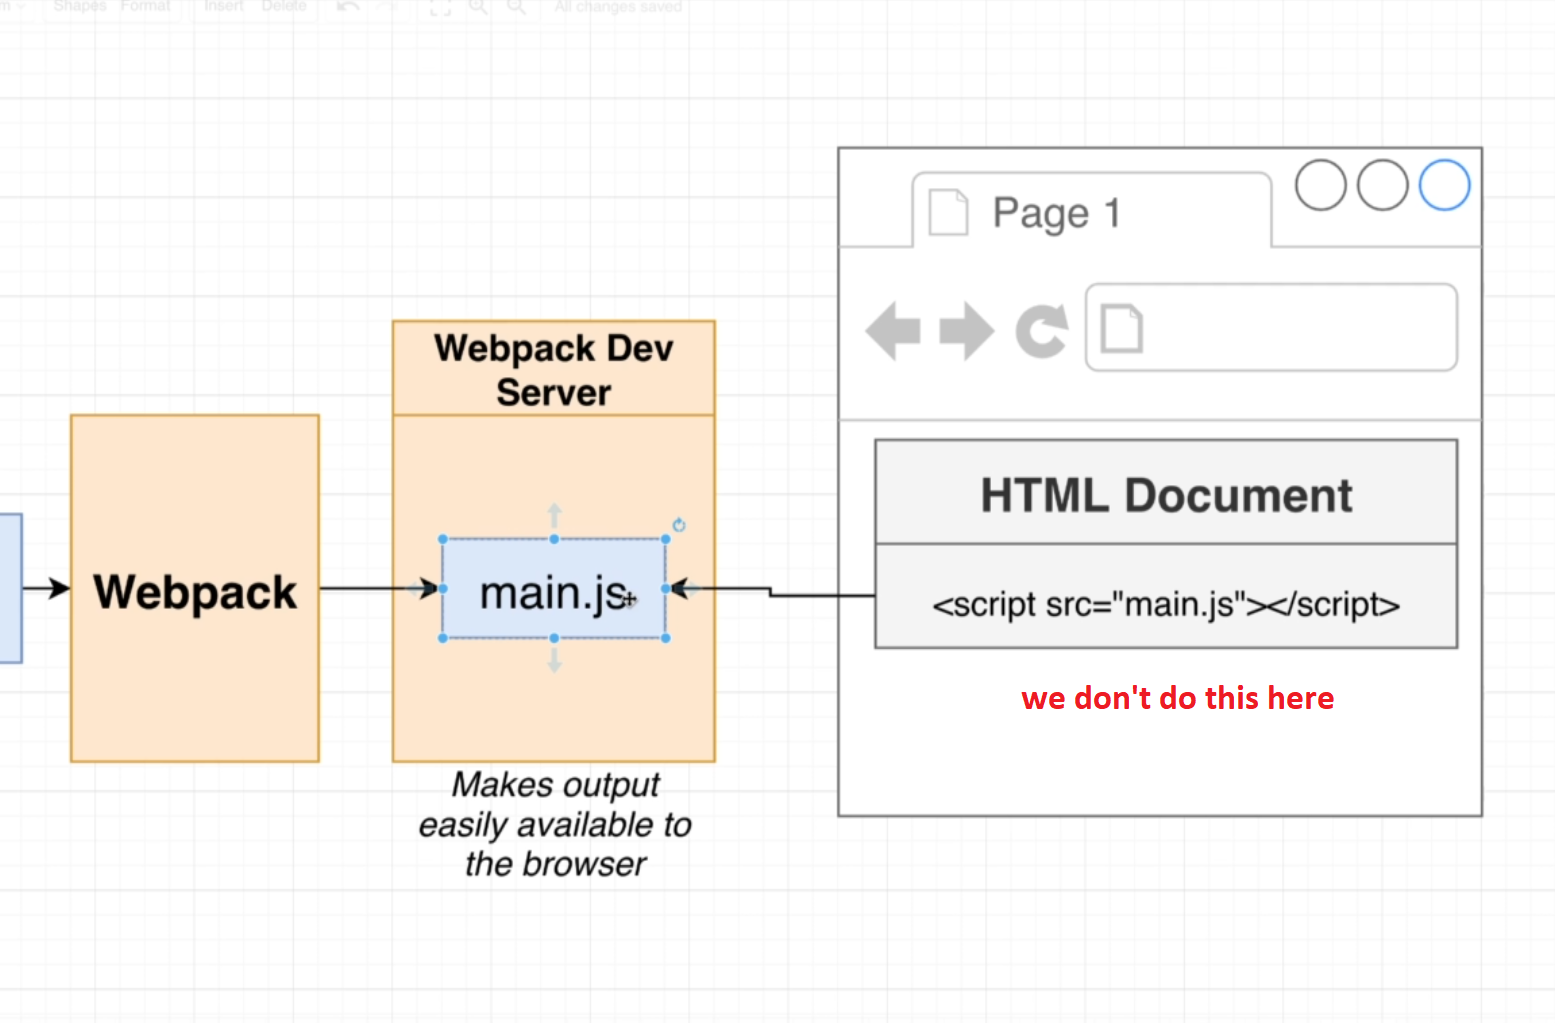 Shapes Format Insert Delete All changes saved
Page 1
Webpack Dev
Server
HTML Document
Webpack
main.js
<script src="main.js"></script>
we don't do this here
Makes output
easily available to
the browser